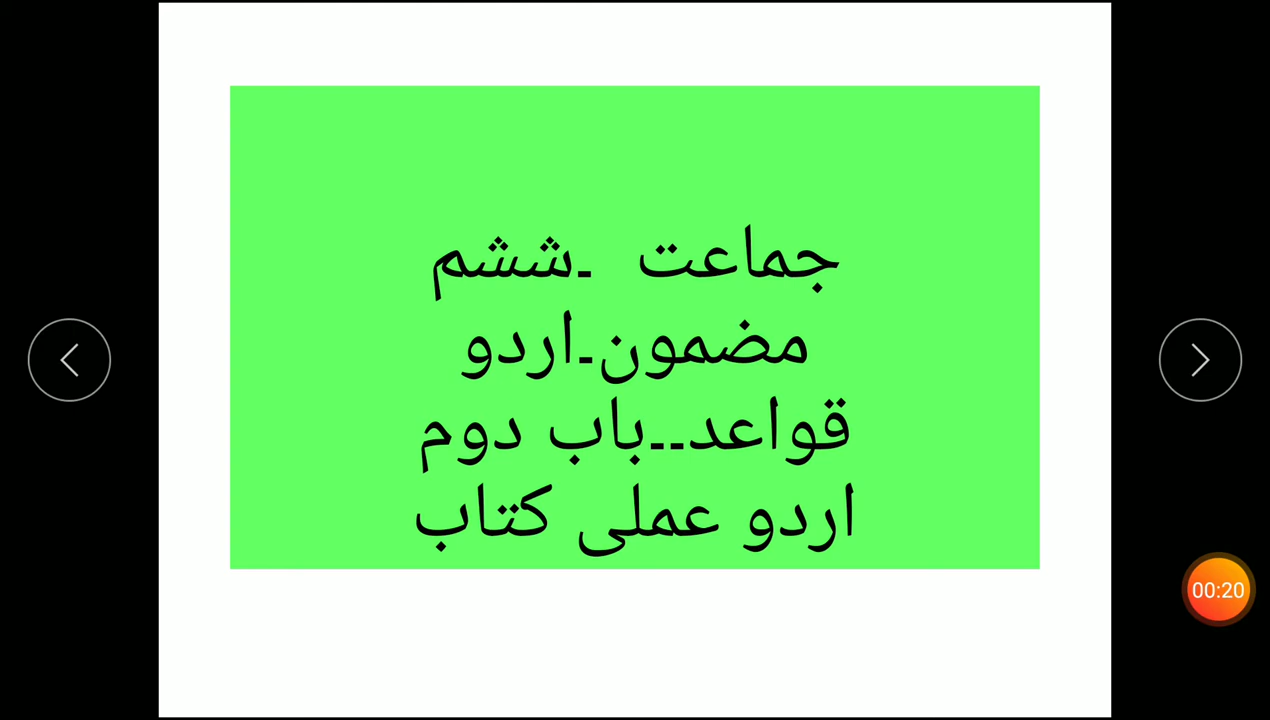 جماعت ۔ششم
مضمون۔اردو
قواعد۔۔باب دوم
اردو عملی کتاب
00:20